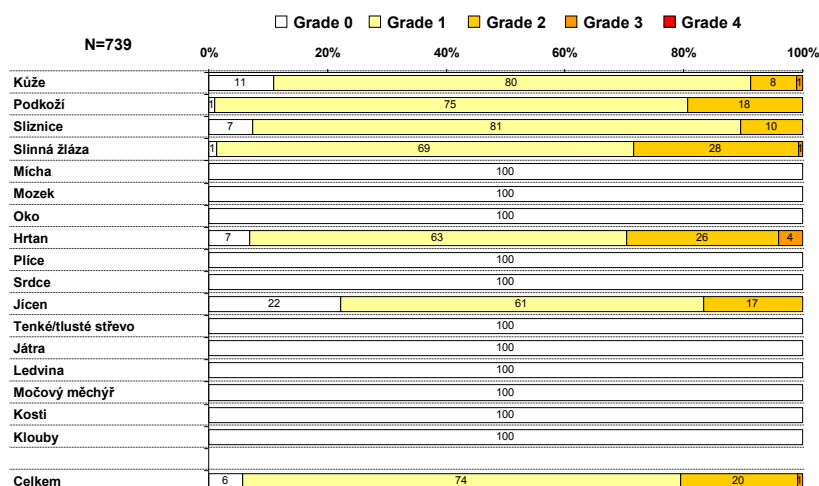 Grade 0 Grade 1 Grade 2 Grade 3 Grade 4
N=739
0% 20% 40% 60% 80% 100%
Kůže 11 80 8 1
Podkoží 1 75 18
Sliznice 7 81 10
Slinná žláza 1 69 28 1
Mícha 100
Mozek 100
Oko 100
Hrtan 7 63 26 4
Plíce 100
Srdce 100
Jícen 22 61 17
Tenké/tlusté střevo 100
Játra 100
Ledvina 100
Močový měchýř 100
Kosti 100
Klouby 100
Celkem 6 74 20 1